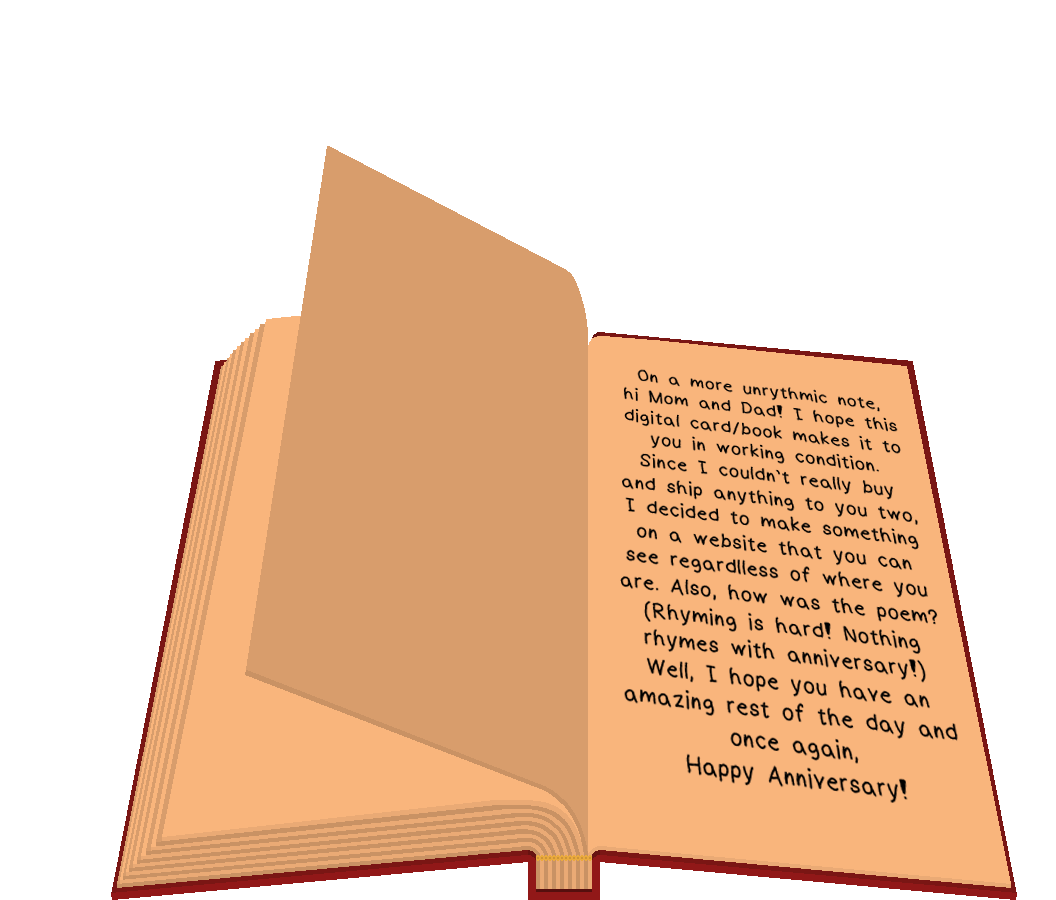 On a more unrythmic note,
hi Mom and Dad! I hope this
digital card/book makes it to
you in working condition.
Since I couldn't really buy
and ship anything to you two,
I decided to make something
on a website that you can
see regardlless of where you
are. Also, how was the poem?
(Rhyming is hard! Nothing
rhymes with anniversary!)
Well, I hope you have an
amazing rest of the day and
once again,
Happy Anniversary!